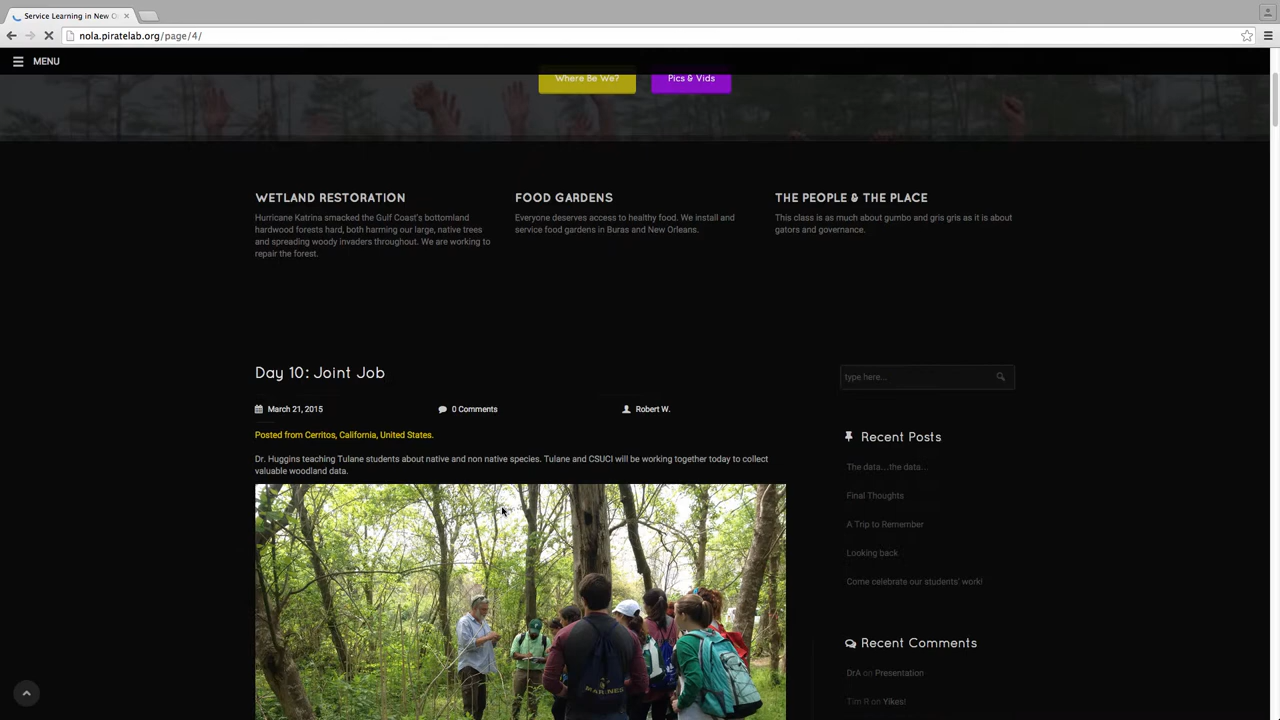 Service Learning in New O
nola.piratelab.org/page/4/
MENU
Where Be We?
Pics & Vids
WETLAND RESTORATION
Hurricane Katrina smacked the Gulf Coast's bottomland
hardwood forests hard, both harming our large, native trees
and spreading woody invaders throughout. We are working to
repair the forest.
FOOD GARDENS
Everyone deserves access to healthy food. We install and
service food gardens in Buras and New Orleans.
THE PEOPLE & THE PLACE
This class is as much about gumbo and gris gris as it is about
gators and governance.
Day 10: Joint Job
March 21, 2015
0 Comments
Robert W.
Posted from Cerritos, California, United States.
Dr. Huggins teaching Tulane students about native and non native species. Tulane and CSUCI will be working together today to collect
valuable woodland data.
MARINES
type here...
Recent Posts
The data…the data…
Final Thoughts
A Trip to Remember
Looking back
Come celebrate our students' work!
Recent Comments
DrA on Presentation
Tim R on Yikes!